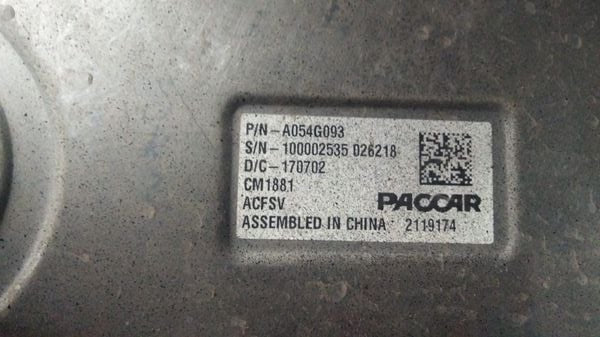 P/N-A054G093
S/N-100002535 026218
D/C-170702
CM1881
ACFSV PACCAR
ASSEMBLED IN CHINA 2119174